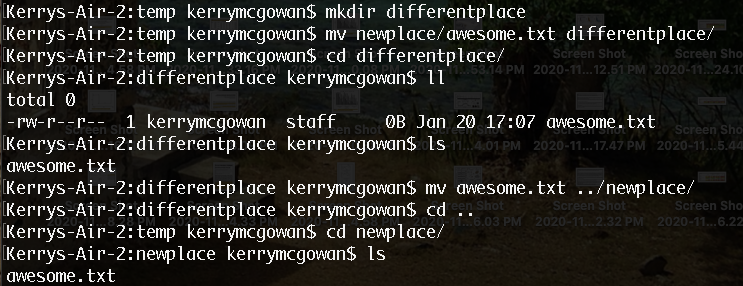 Kerrys-Air-2:temp kerrymcgowan$ mkdir differentplace
Kerrys-Air-2:temp kerrymcgowan$ mv newplace/awesome.txt differentplace/
Kerrys-Air-2:temp kerrymcgowan$ cd differentplace/
Kerrys-Air-2:differentplace kerrymcgowan$ ll
total 0
-rw-r--r--  1 kerrymcgowan  staff     0B Jan 20 17:07 awesome.txt
Kerrys-Air-2:differentplace kerrymcgowan$ ls
awesome.txt
Kerrys-Air-2:differentplace kerrymcgowan$ mv awesome.txt ../newplace/
Kerrys-Air-2:differentplace kerrymcgowan$ cd ..
Kerrys-Air-2:temp kerrymcgowan$ cd newplace/
Kerrys-Air-2:newplace kerrymcgowan$ ls
awesome.txt